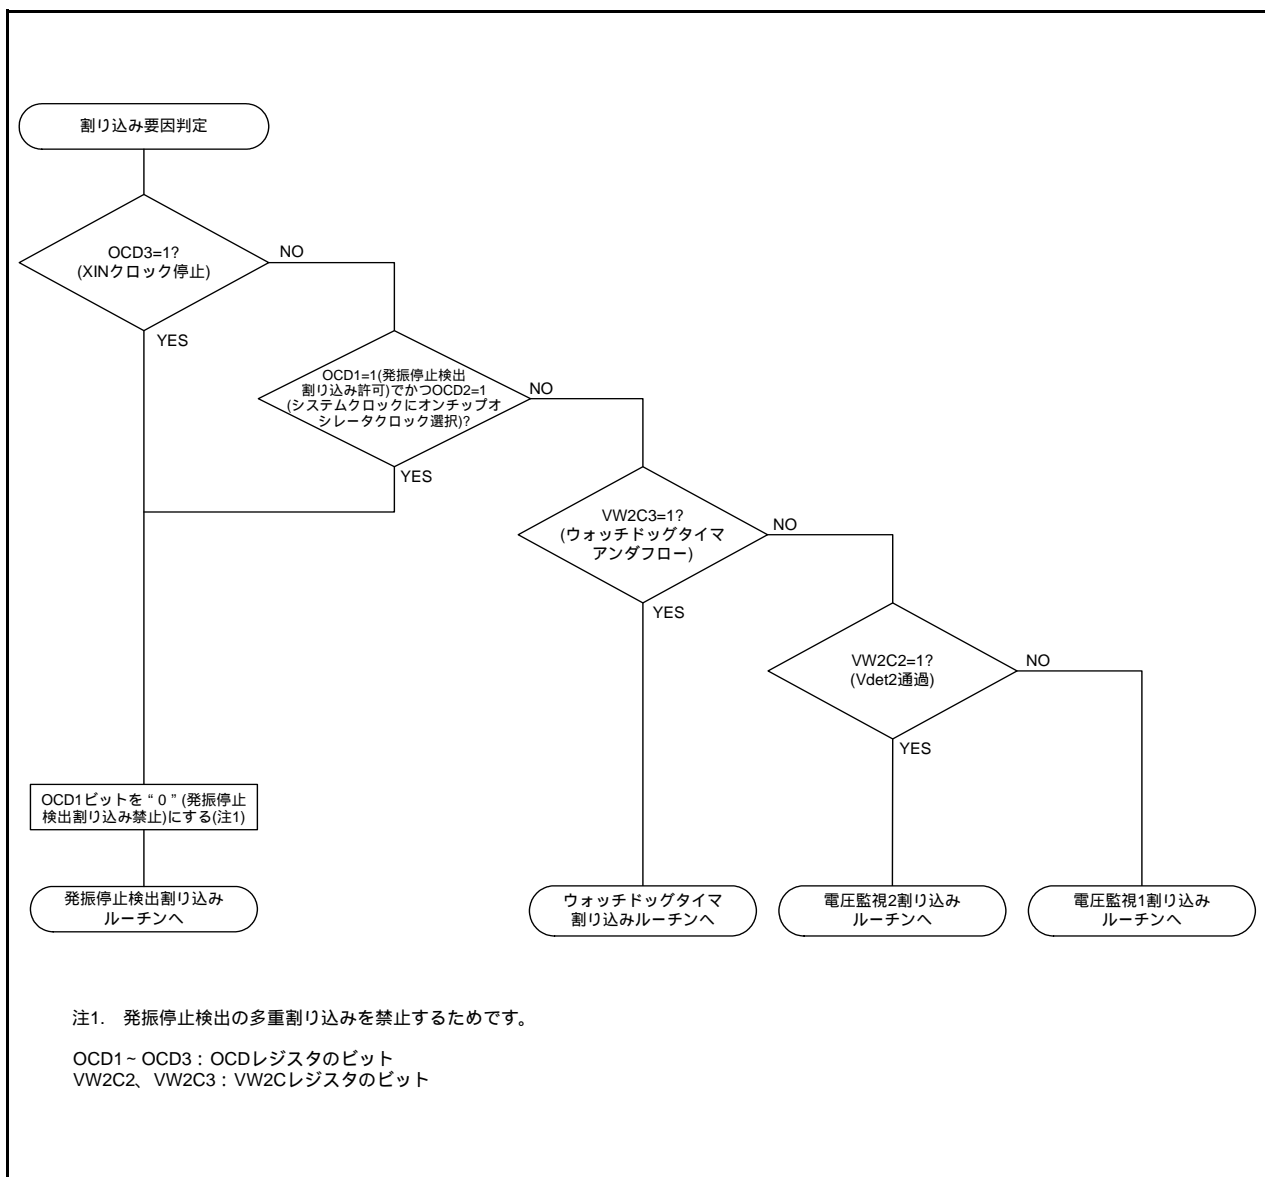 割り込み要因判定
OCD3=1?
(XINクロック停止)
NO
YES
OCD1=1(発振停止検出
割り込み許可)でかつOCD2=1
(システムクロックにオンチップオ
シレータクロック選択)?
NO
YES
VW2C3=1?
(ウォッチドッグタイマ
アンダフロー)
NO
YES
VW2C2=1?
(Vdet2通過)
NO
YES
OCD1ビットを“0”(発振停止
検出割り込み禁止)にする(注1)
発振停止検出割り込み
ルーチンへ
ウォッチドッグタイマ
割り込みルーチンへ
電圧監視2割り込み
ルーチンへ
電圧監視1割り込み
ルーチンへ
注1. 発振停止検出の多重割り込みを禁止するためです。
OCD1~OCD3:OCDレジスタのビット
VW2C2、VW2C3:VW2Cレジスタのビット